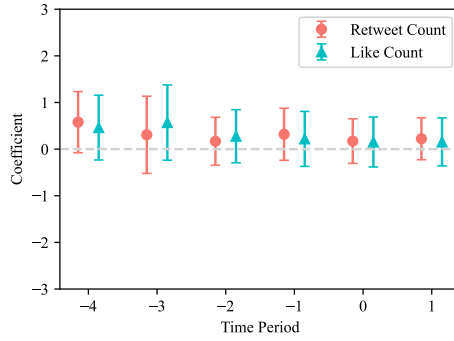 3
2
1
0
−1
−2
−3
Coefficient
Retweet Count
Like Count
−4 −3 −2 −1 0 1
Time Period